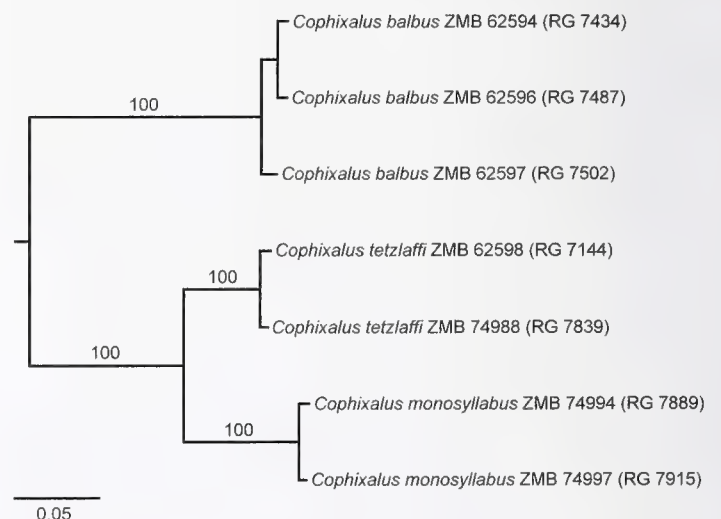 Cophixalus balbus ZMB 62594 (RG 7434)
Cophixalus balbus ZMB 62596 (RG 7487)
100
Cophixalus balbus ZMB 62597 (RG 7502)
Cophixalus tetzlaffi ZMB 62598 (RG 7144)
100
Cophixalus tetzlaffi ZMB 74988 (RG 7839)
100
Cophixalus monosyllabus ZMB 74994 (RG 7889)
100
Cophixalus monosyllabus ZMB 74997 (RG 7915)
0.05